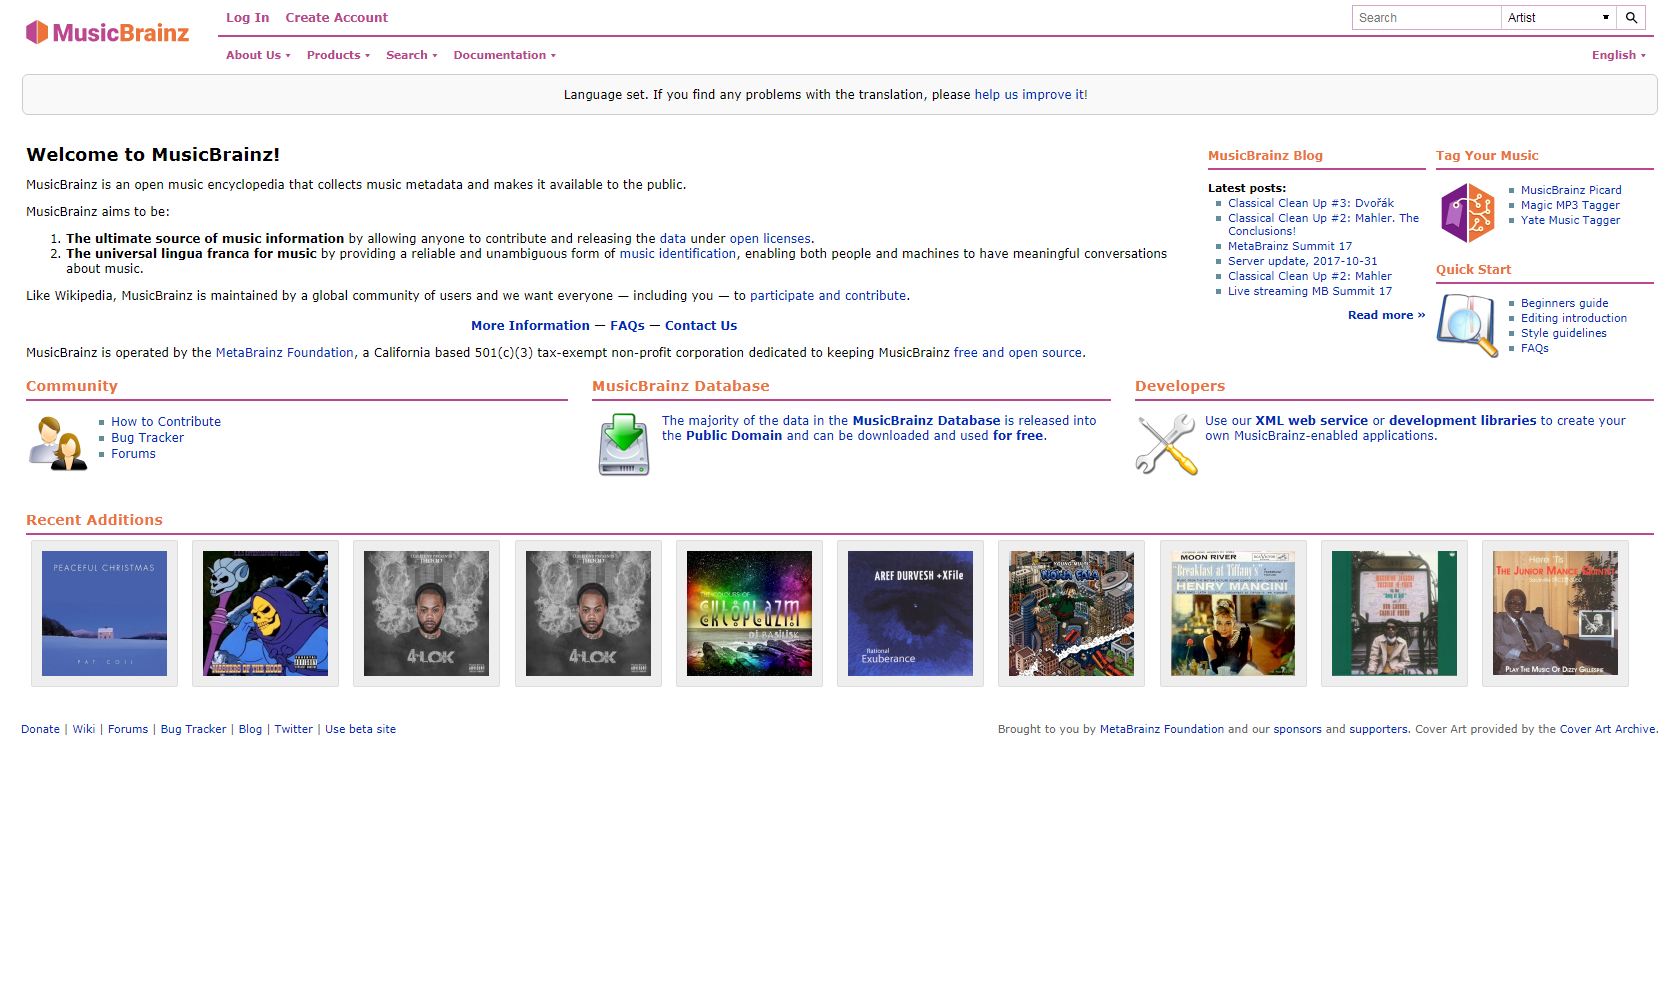 MusicBrainz
Log In Create Account
Search Artist
About Us Products Search Documentation
English
Language set. If you find any problems with the translation, please help us improve it!
Welcome to MusicBrainz!
MusicBrainz is an open music encyclopedia that collects music metadata and makes it available to the public.
MusicBrainz aims to be:
1. The ultimate source of music information by allowing anyone to contribute and releasing the data under open licenses.
2. The universal lingua franca for music by providing a reliable and unambiguous form of music identification, enabling both people and machines to have meaningful conversations
about music.
Like Wikipedia, MusicBrainz is maintained by a global community of users and we want everyone — including you — to participate and contribute.
More Information — FAQs — Contact Us
MusicBrainz is operated by the MetaBrainz Foundation, a California based 501(c)(3) tax-exempt non-profit corporation dedicated to keeping MusicBrainz free and open source.
MusicBrainz Blog
Latest posts:
Classical Clean Up #3: Dvořák
Classical Clean Up #2: Mahler. The
Conclusions!
MetaBrainz Summit 17
Server update, 2017-10-31
Classical Clean Up #2: Mahler
Live streaming MB Summit 17
Read more »
Tag Your Music
MusicBrainz Picard
Magic MP3 Tagger
Yate Music Tagger
Quick Start
Beginners guide
Editing introduction
Style guidelines
FAQs
Community
How to Contribute
Bug Tracker
Forums
MusicBrainz Database
The majority of the data in the MusicBrainz Database is released into
the Public Domain and can be downloaded and used for free.
Developers
Use our XML web service or development libraries to create your
own MusicBrainz-enabled applications.
Recent Additions
PEACEFUL CHRISTMAS
PAT COIL
MASTERS OF THE HOOD
4 LOK
4 LOK
THE COLOURS OF
EKTOPLAZM
DJ BASILISK
AREF DURVESH +XFile
Rational
Exuberance
MOON RIVER
"Breakfast at Tiffany's"
HENRY MANCINI
Here 'Tis
THE JUNIOR MANCE QUINTET
PLAY THE MUSIC OF DIZZY GILLESPIE
Donate | Wiki | Forums | Bug Tracker | Blog | Twitter | Use beta site
Brought to you by MetaBrainz Foundation and our sponsors and supporters. Cover Art provided by the Cover Art Archive.